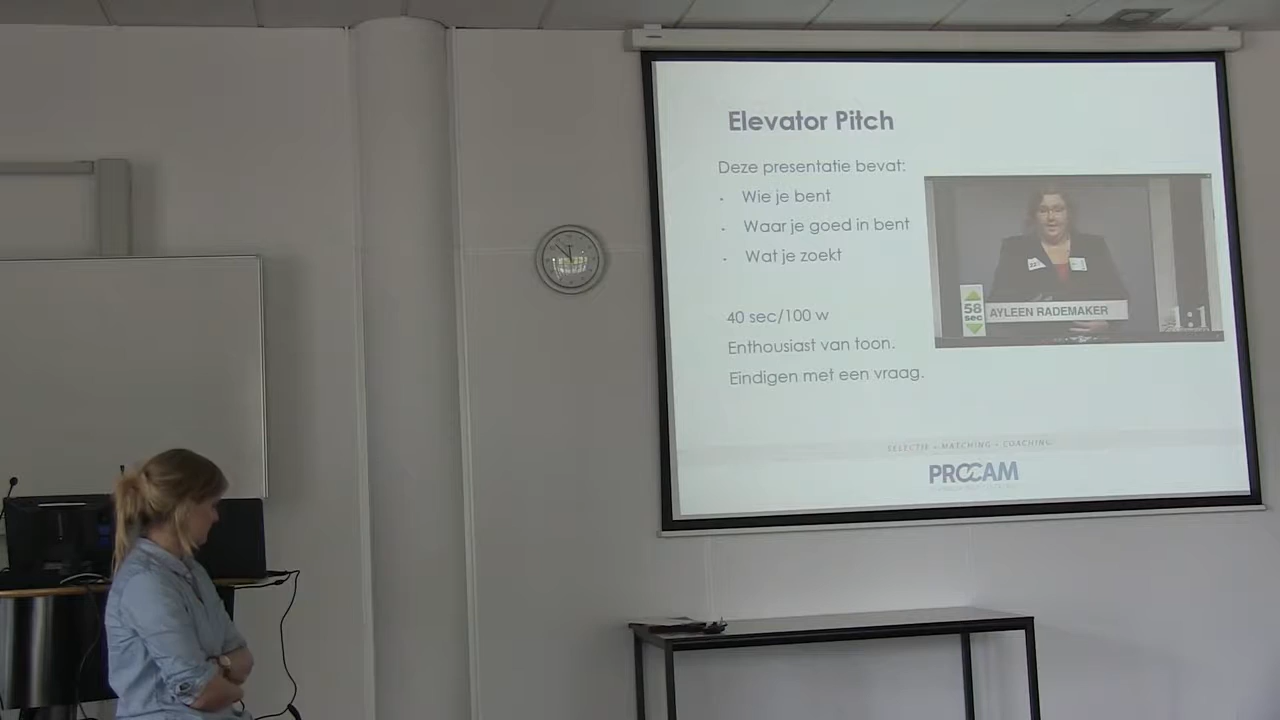 Elevator Pitch
Deze presentatie bevat:
- Wie je bent
- Waar je goed in bent
- Wat je zoekt
40 sec/100 w
Enthousiast van toon.
Eindigen met een vraag.
58
sec
AYLEEN RADEMAKER
SELECTIE • MATCHING • COACHING
PROCAM